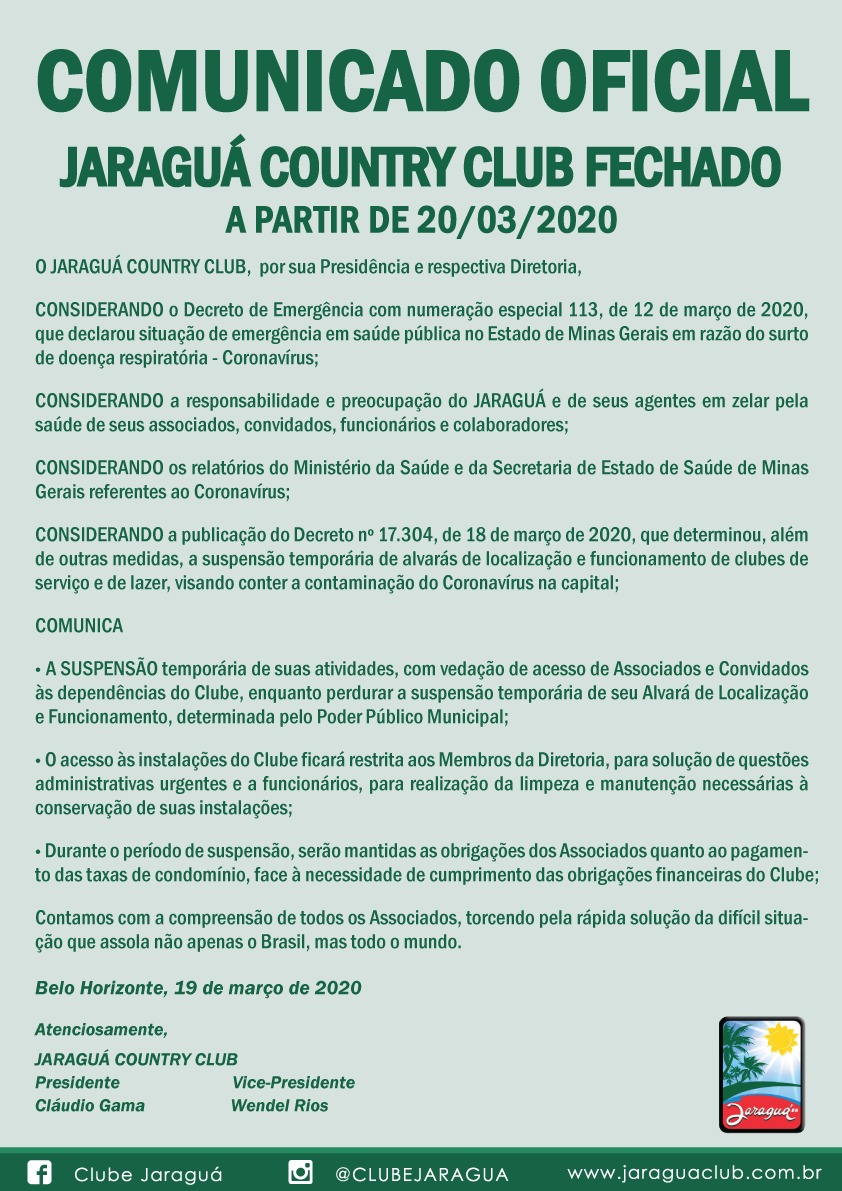 COMUNICADO OFICIAL
JARAGUÁ COUNTRY CLUB FECHADO
A PARTIR DE 20/03/2020
O JARAGUÁ COUNTRY CLUB, por sua Presidência e respectiva Diretoria,
CONSIDERANDO o Decreto de Emergência com numeração especial 113, de 12 de março de 2020,
que declarou situação de emergência em saúde pública no Estado de Minas Gerais em razão do surto
de doença respiratória - Coronavírus;
CONSIDERANDO a responsabilidade e preocupação do JARAGUÁ e de seus agentes em zelar pela
saúde de seus associados, convidados, funcionários e colaboradores;
CONSIDERANDO os relatórios do Ministério da Saúde e da Secretaria de Estado de Saúde de Minas
Gerais referentes ao Coronavírus;
CONSIDERANDO a publicação do Decreto nº 17.304, de 18 de março de 2020, que determinou, além
de outras medidas, a suspensão temporária de alvarás de localização e funcionamento de clubes de
serviço e de lazer, visando conter a contaminação do Coronavírus na capital;
COMUNICA
• A SUSPENSÃO temporária de suas atividades, com vedação de acesso de Associados e Convidados
às dependências do Clube, enquanto perdurar a suspensão temporária de seu Alvará de Localização
e Funcionamento, determinada pelo Poder Público Municipal;
• O acesso às instalações do Clube ficará restrita aos Membros da Diretoria, para solução de questões
administrativas urgentes e a funcionários, para realização da limpeza e manutenção necessárias à
conservação de suas instalações;
• Durante o período de suspensão, serão mantidas as obrigações dos Associados quanto ao pagamen-
to das taxas de condomínio, face à necessidade de cumprimento das obrigações financeiras do Clube;
Contamos com a compreensão de todos os Associados, torcendo pela rápida solução da difícil situa-
ção que assola não apenas o Brasil, mas todo o mundo.
Belo Horizonte, 19 de março de 2020
Atenciosamente,
JARAGUÁ COUNTRY CLUB
Presidente Vice-Presidente
Cláudio Gama Wendel Rios
Jaraguá
Clube Jaraguá @CLUBEJARAGUA www.jaraguaclub.com.br